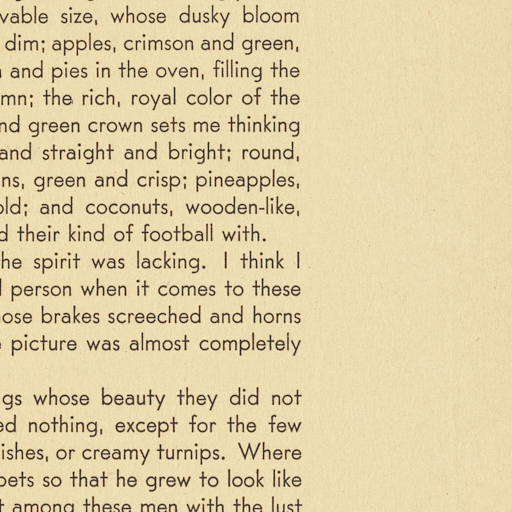 vable size, whose dusky bloom
dim; apples, crimson and green,
and pies in the oven, filling the
mn; the rich, royal color of the
nd green crown sets me thinking
and straight and bright; round,
ns, green and crisp; pineapples,
old; and coconuts, wooden-like,
d their kind of football with.
he spirit was lacking. I think I
l person when it comes to these
hose brakes screeched and horns
e picture was almost completely
gs whose beauty they did not
ed nothing, except for the few
ishes, or creamy turnips. Where
pets so that he grew to look like
t among these men with the lust